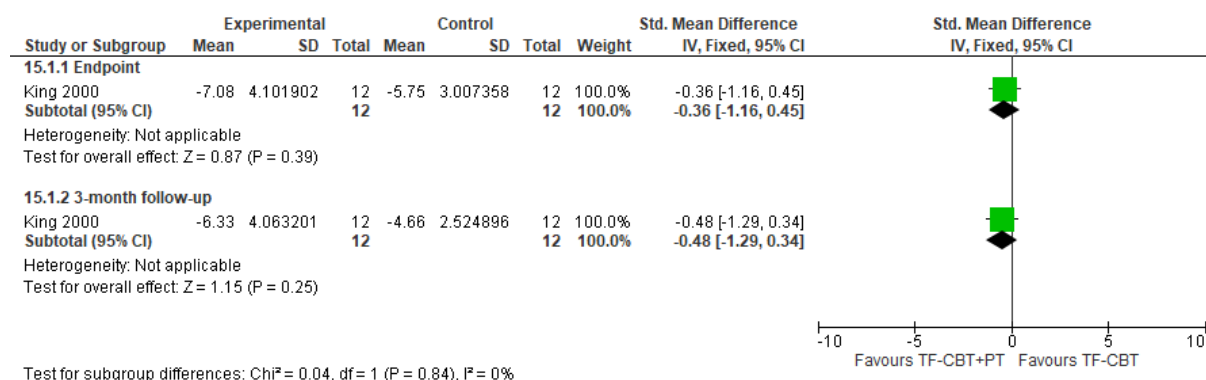 Experimental Control Std. Mean Difference Std. Mean Difference
Study or Subgroup Mean SD Total Mean SD Total Weight IV, Fixed, 95% CI IV, Fixed, 95% CI
15.1.1 Endpoint
King 2000 -7.08 4.101902 12 -5.75 3.007358 12 100.0% -0.36 [-1.16, 0.45]
Subtotal (95% CI) 12 12 100.0% -0.36 [-1.16, 0.45]
Heterogeneity: Not applicable
Test for overall effect: Z = 0.87 (P = 0.39)
15.1.2 3-month follow-up
King 2000 -6.33 4.063201 12 -4.66 2.524896 12 100.0% -0.48 [-1.29, 0.34]
Subtotal (95% CI) 12 12 100.0% -0.48 [-1.29, 0.34]
Heterogeneity: Not applicable
Test for overall effect: Z = 1.15 (P = 0.25)
-10 -5 0 5 10
Favours TF-CBT+PT Favours TF-CBT
Test for subgroup differences: Chi² = 0.04, df = 1 (P = 0.84), I² = 0%